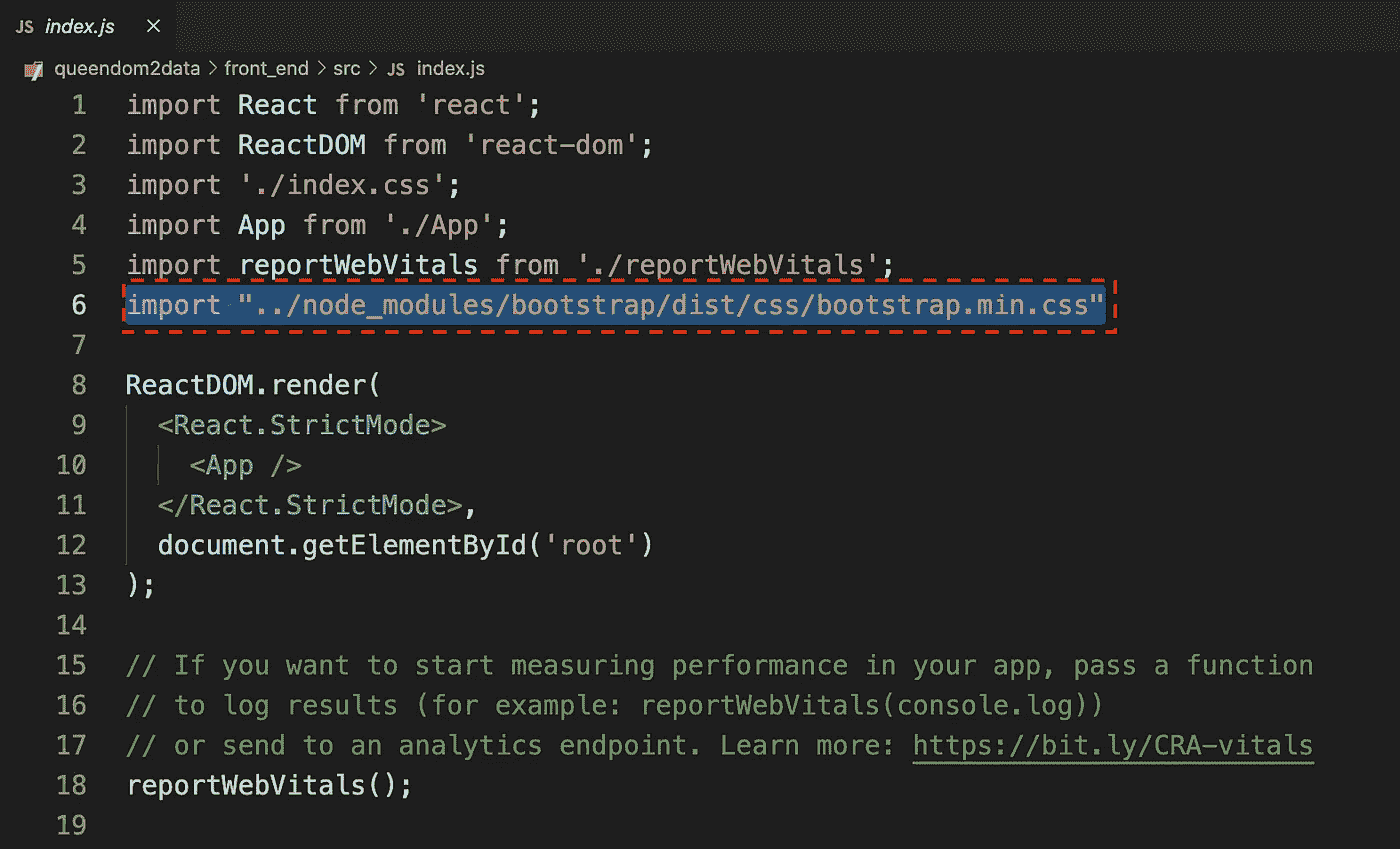 JS index.js ×
queendom2data > front_end > src > JS index.js
1 import React from 'react';
2 import ReactDOM from 'react-dom';
3 import './index.css';
4 import App from './App';
5 import reportWebVitals from './reportWebVitals';
6 import "../node_modules/bootstrap/dist/css/bootstrap.min.css"
7
8 ReactDOM.render(
9   <React.StrictMode>
10     <App />
11   </React.StrictMode>,
12   document.getElementById('root')
13 );
14
15 // If you want to start measuring performance in your app, pass a function
16 // to log results (for example: reportWebVitals(console.log))
17 // or send to an analytics endpoint. Learn more: https://bit.ly/CRA-vitals
18 reportWebVitals();
19